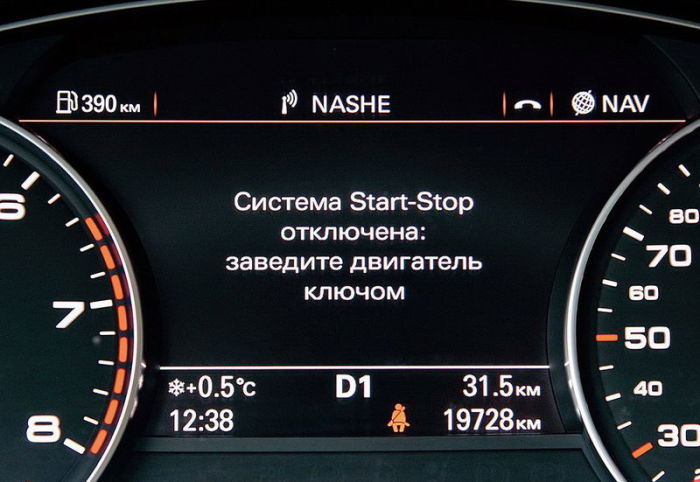 390 км
NASHE
NAV
Система Start-Stop
отключена:
заведите двигатель
ключом
+0.5°C
D1
31.5 км
12:38
19728 км
6
7
8
80
70
60
50
40
30